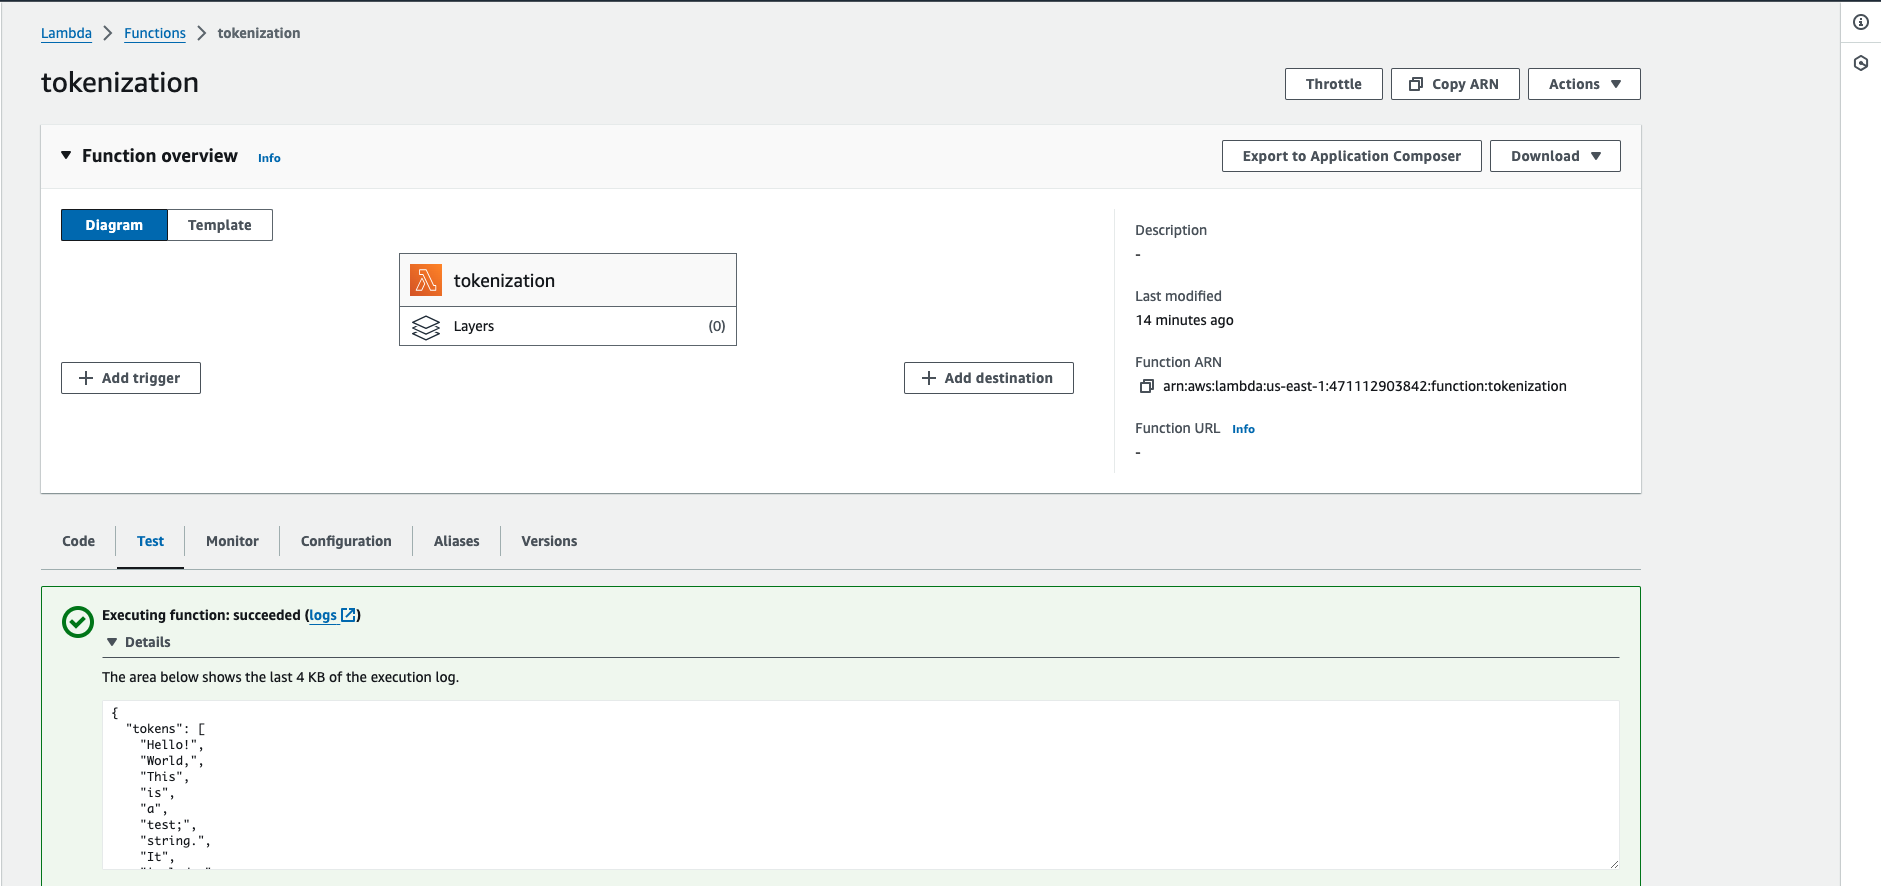 Lambda > Functions > tokenization
tokenization
Throttle
Copy ARN
Actions
Function overview Info
Export to Application Composer
Download
Diagram
Template
tokenization
Layers (0)
+ Add trigger
+ Add destination
Description
-
Last modified
14 minutes ago
Function ARN
arn:aws:lambda:us-east-1:471112903842:function:tokenization
Function URL Info
-
Code
Test
Monitor
Configuration
Aliases
Versions
Executing function: succeeded (logs)
Details
The area below shows the last 4 KB of the execution log.
{
"tokens": [
"Hello!",
"World,",
"This",
"is",
"a",
"test;",
"string.",
"It",